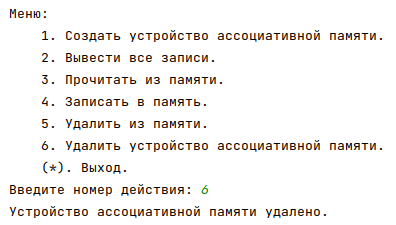 Меню:
1. Создать устройство ассоциативной памяти.
2. Вывести все записи.
3. Прочитать из памяти.
4. Записать в память.
5. Удалить из памяти.
6. Удалить устройство ассоциативной памяти.
(*). Выход.
Введите номер действия: 6
Устройство ассоциативной памяти удалено.